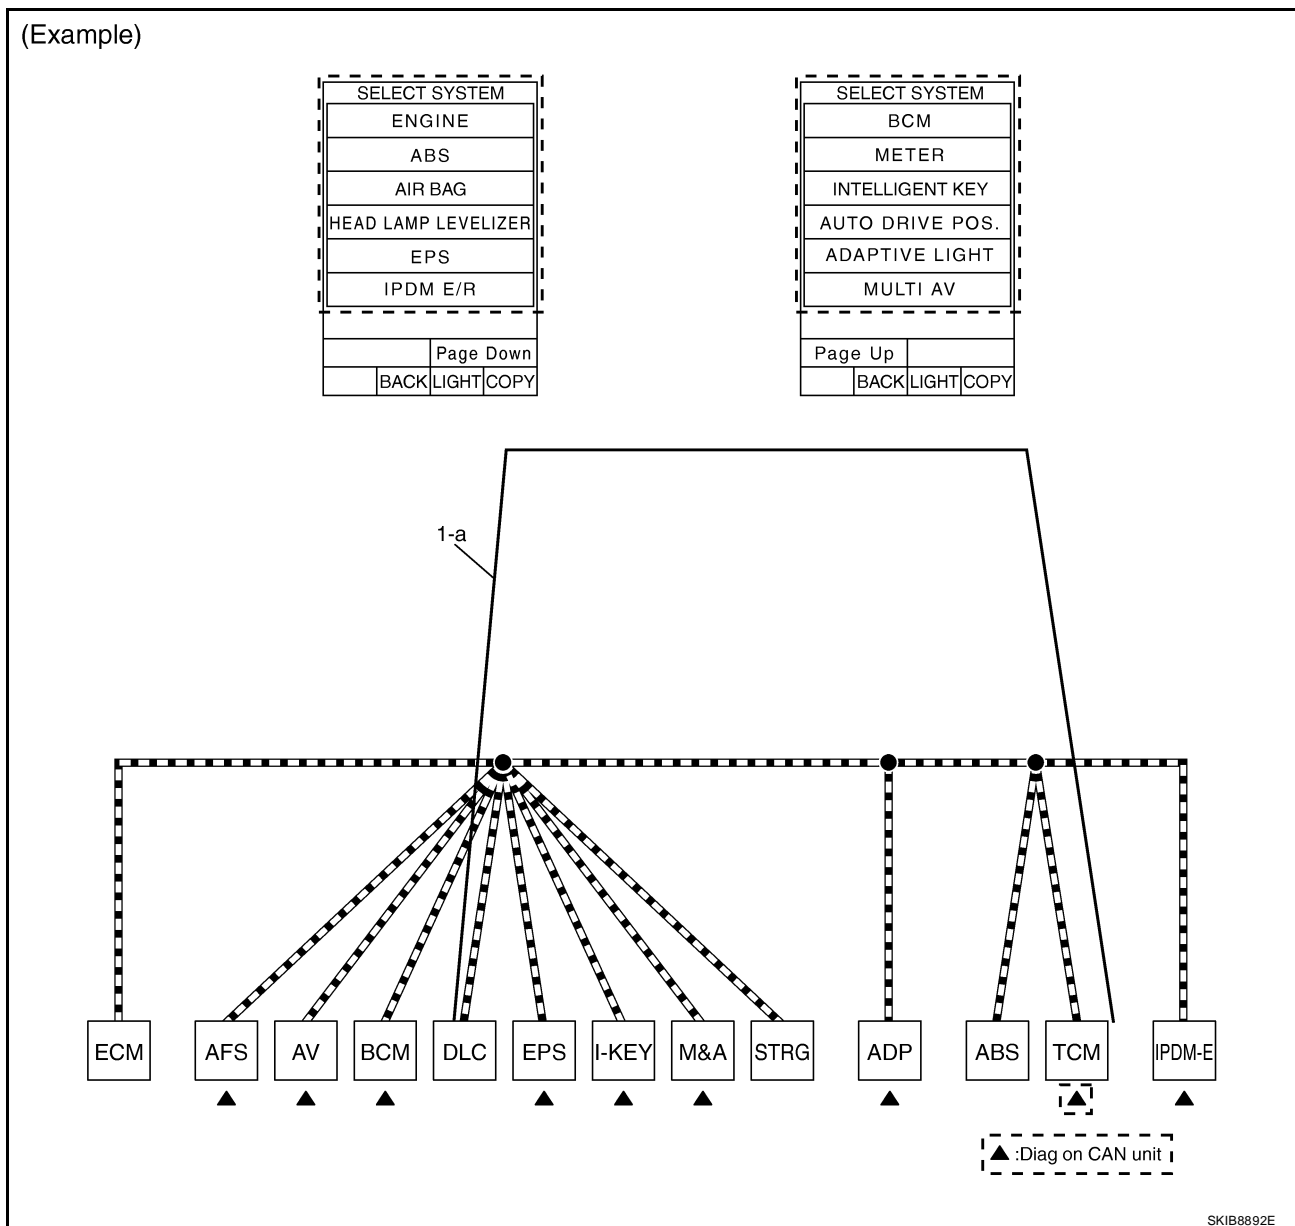 (Example)
SELECT SYSTEM
ENGINE
ABS
AIR BAG
HEAD LAMP LEVELIZER
EPS
IPDM E/R
Page Down
BACK LIGHT COPY
SELECT SYSTEM
BCM
METER
INTELLIGENT KEY
AUTO DRIVE POS.
ADAPTIVE LIGHT
MULTI AV
Page Up
BACK LIGHT COPY
1-a
ECM AFS AV BCM DLC EPS I-KEY M&A STRG ADP ABS TCM IPDM-E
▲ :Diag on CAN unit
SKIB8892E